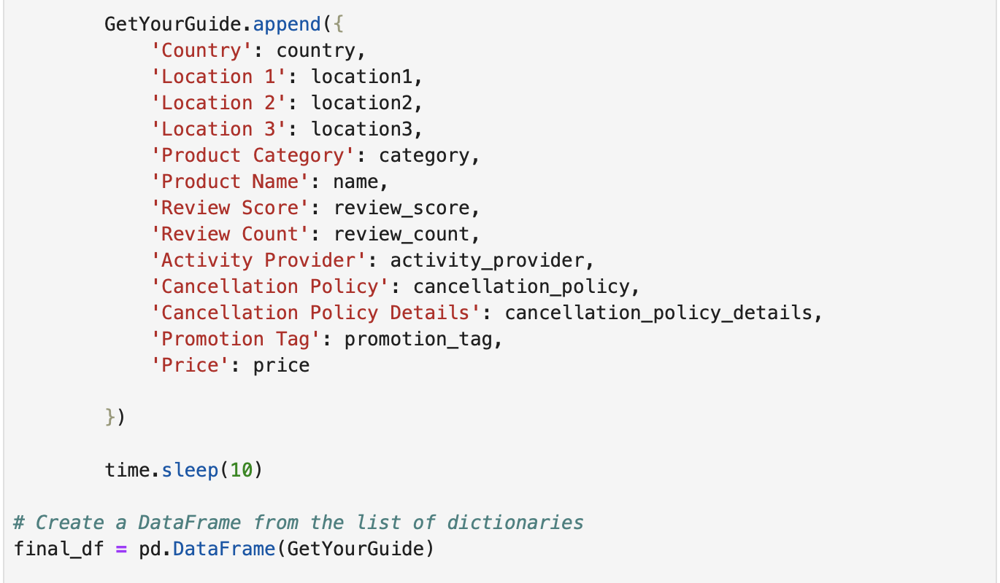 GetYourGuide.append({
'Country': country,
'Location 1': location1,
'Location 2': location2,
'Location 3': location3,
'Product Category': category,
'Product Name': name,
'Review Score': review_score,
'Review Count': review_count,
'Activity Provider': activity_provider,
'Cancellation Policy': cancellation_policy,
'Cancellation Policy Details': cancellation_policy_details,
'Promotion Tag': promotion_tag,
'Price': price
})
time.sleep(10)
# Create a DataFrame from the list of dictionaries
final_df = pd.DataFrame(GetYourGuide)